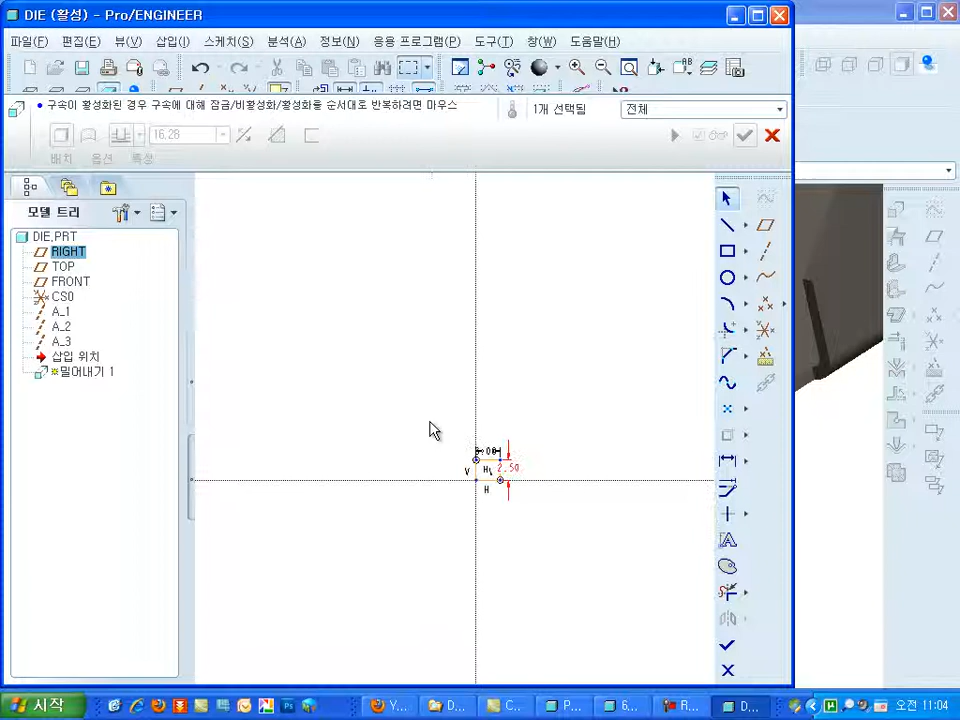 DIE (활성) - Pro/ENGINEER
파일(F) 편집(E) 뷰(V) 삽입(I) 스케치(S) 분석(A) 정보(N) 응용 프로그램(P) 도구(T) 창(W) 도움말(H)
구속이 활성화된 경우 구속에 대해 잠금/비활성화/활성화를 순서대로 반복하려면 마우스
1개 선택됨 전체
16.28
배치 옵션 속성
모델 트리
DIE.PRT
RIGHT
TOP
FRONT
CS0
A_1
A_2
A_3
삽입 위치
밀어내기 1
V H 2.50
H
시작 Y... D... C... P... 6... R... D... 오전 11:04